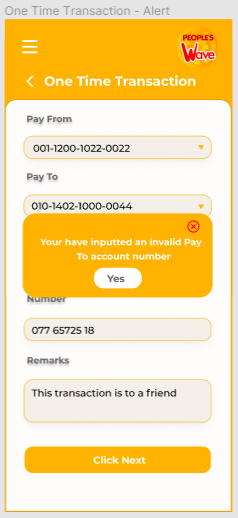 One Time Transaction - Alert
PEOPLE'S
Wave
One Time Transaction
Pay From
001-1200-1022-0022
Pay To
010-1402-1000-0044
Your have inputted an invalid Pay
To account number
Yes
Number
077 65725 18
Remarks
This transaction is to a friend
Click Next